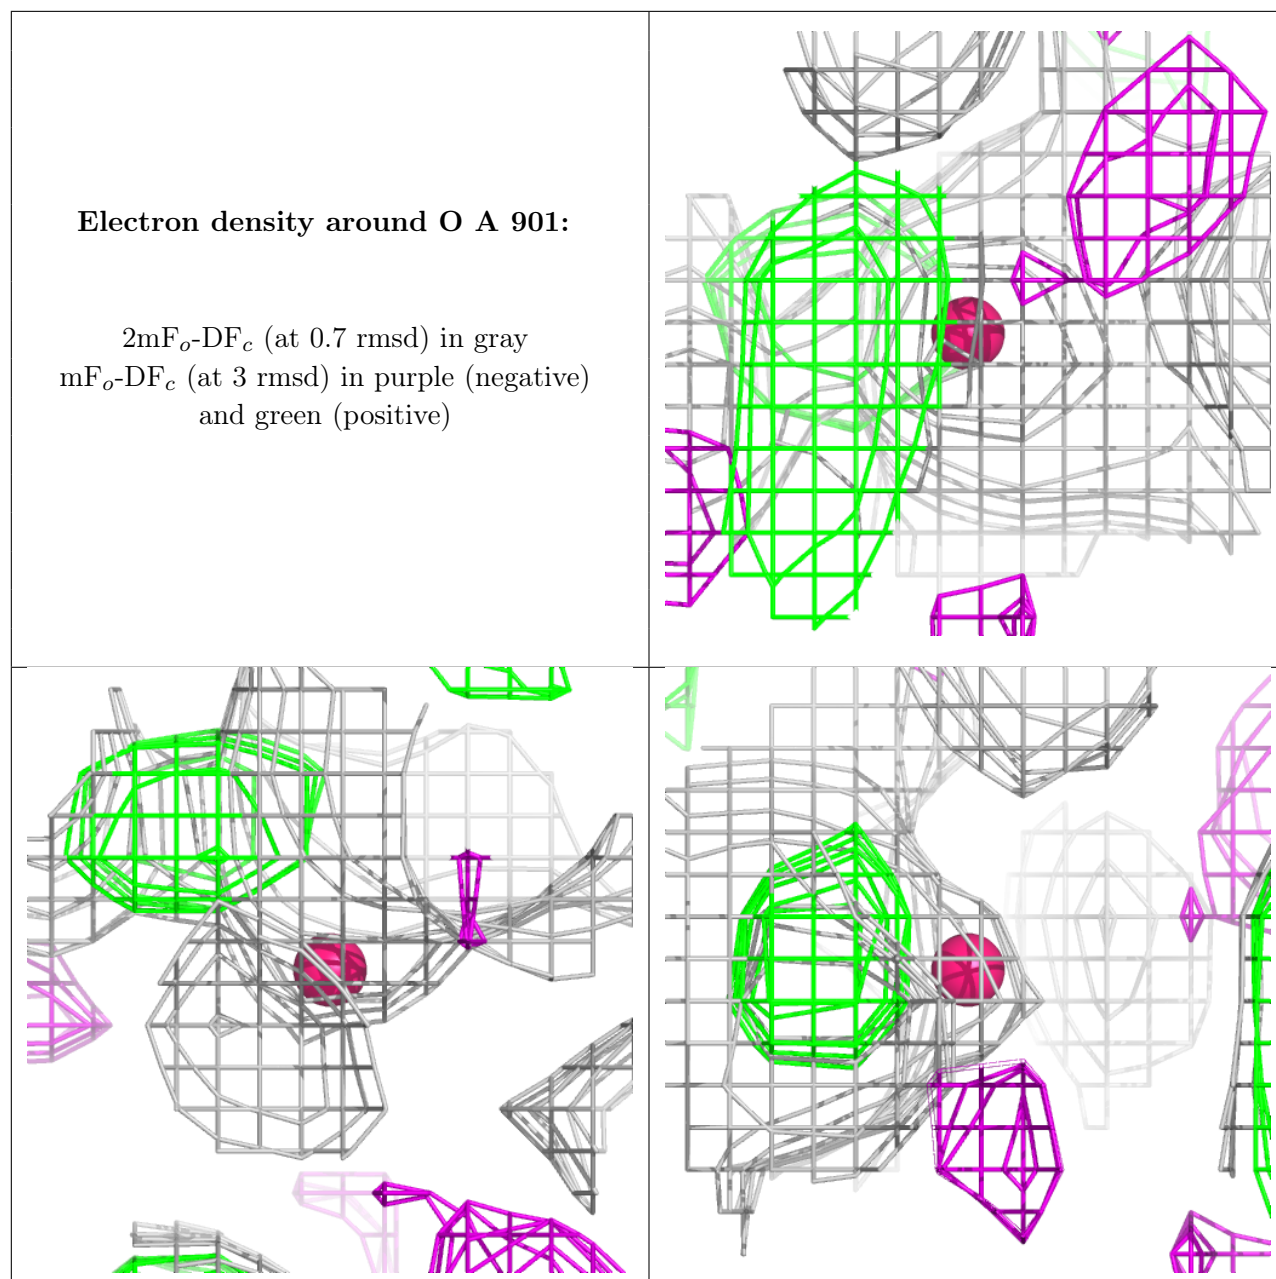 Electron density around O A 901:
2mFo-DFc (at 0.7 rmsd) in gray
mFo-DFc (at 3 rmsd) in purple (negative)
and green (positive)